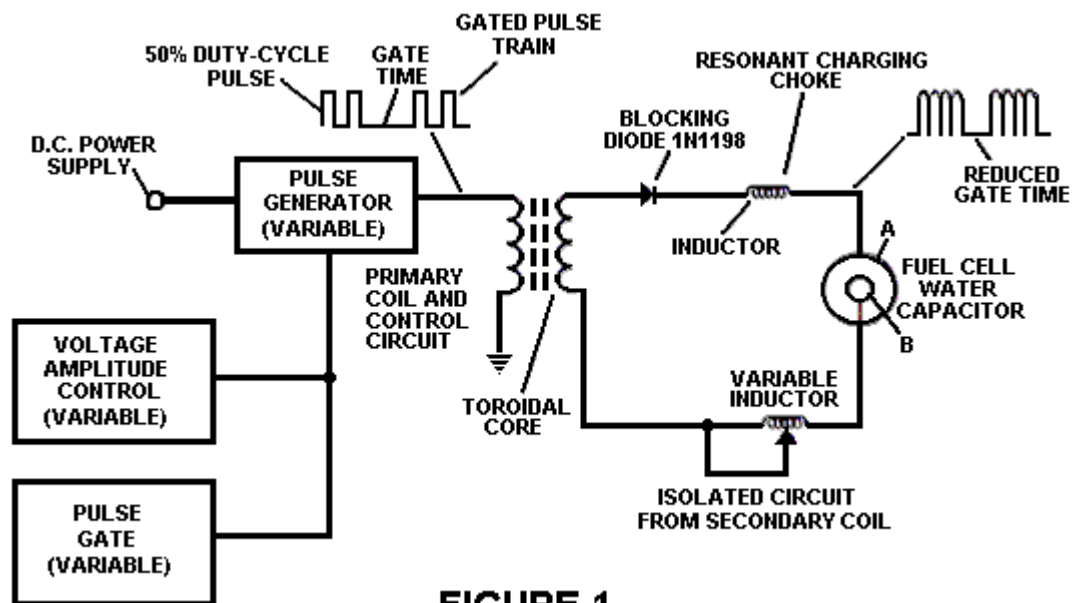 GATED PULSE
TRAIN
50% DUTY-CYCLE
PULSE
GATE
TIME
RESONANT CHARGING
CHOKE
D.C. POWER
SUPPLY
BLOCKING
DIODE 1N1198
REDUCED
GATE TIME
PULSE
GENERATOR
(VARIABLE)
INDUCTOR
A
FUEL CELL
WATER
CAPACITOR
B
PRIMARY
COIL AND
CONTROL
CIRCUIT
VOLTAGE
AMPLITUDE
CONTROL
(VARIABLE)
TOROIDAL
CORE
VARIABLE
INDUCTOR
ISOLATED CIRCUIT
FROM SECONDARY COIL
PULSE
GATE
(VARIABLE)
FIGURE 1